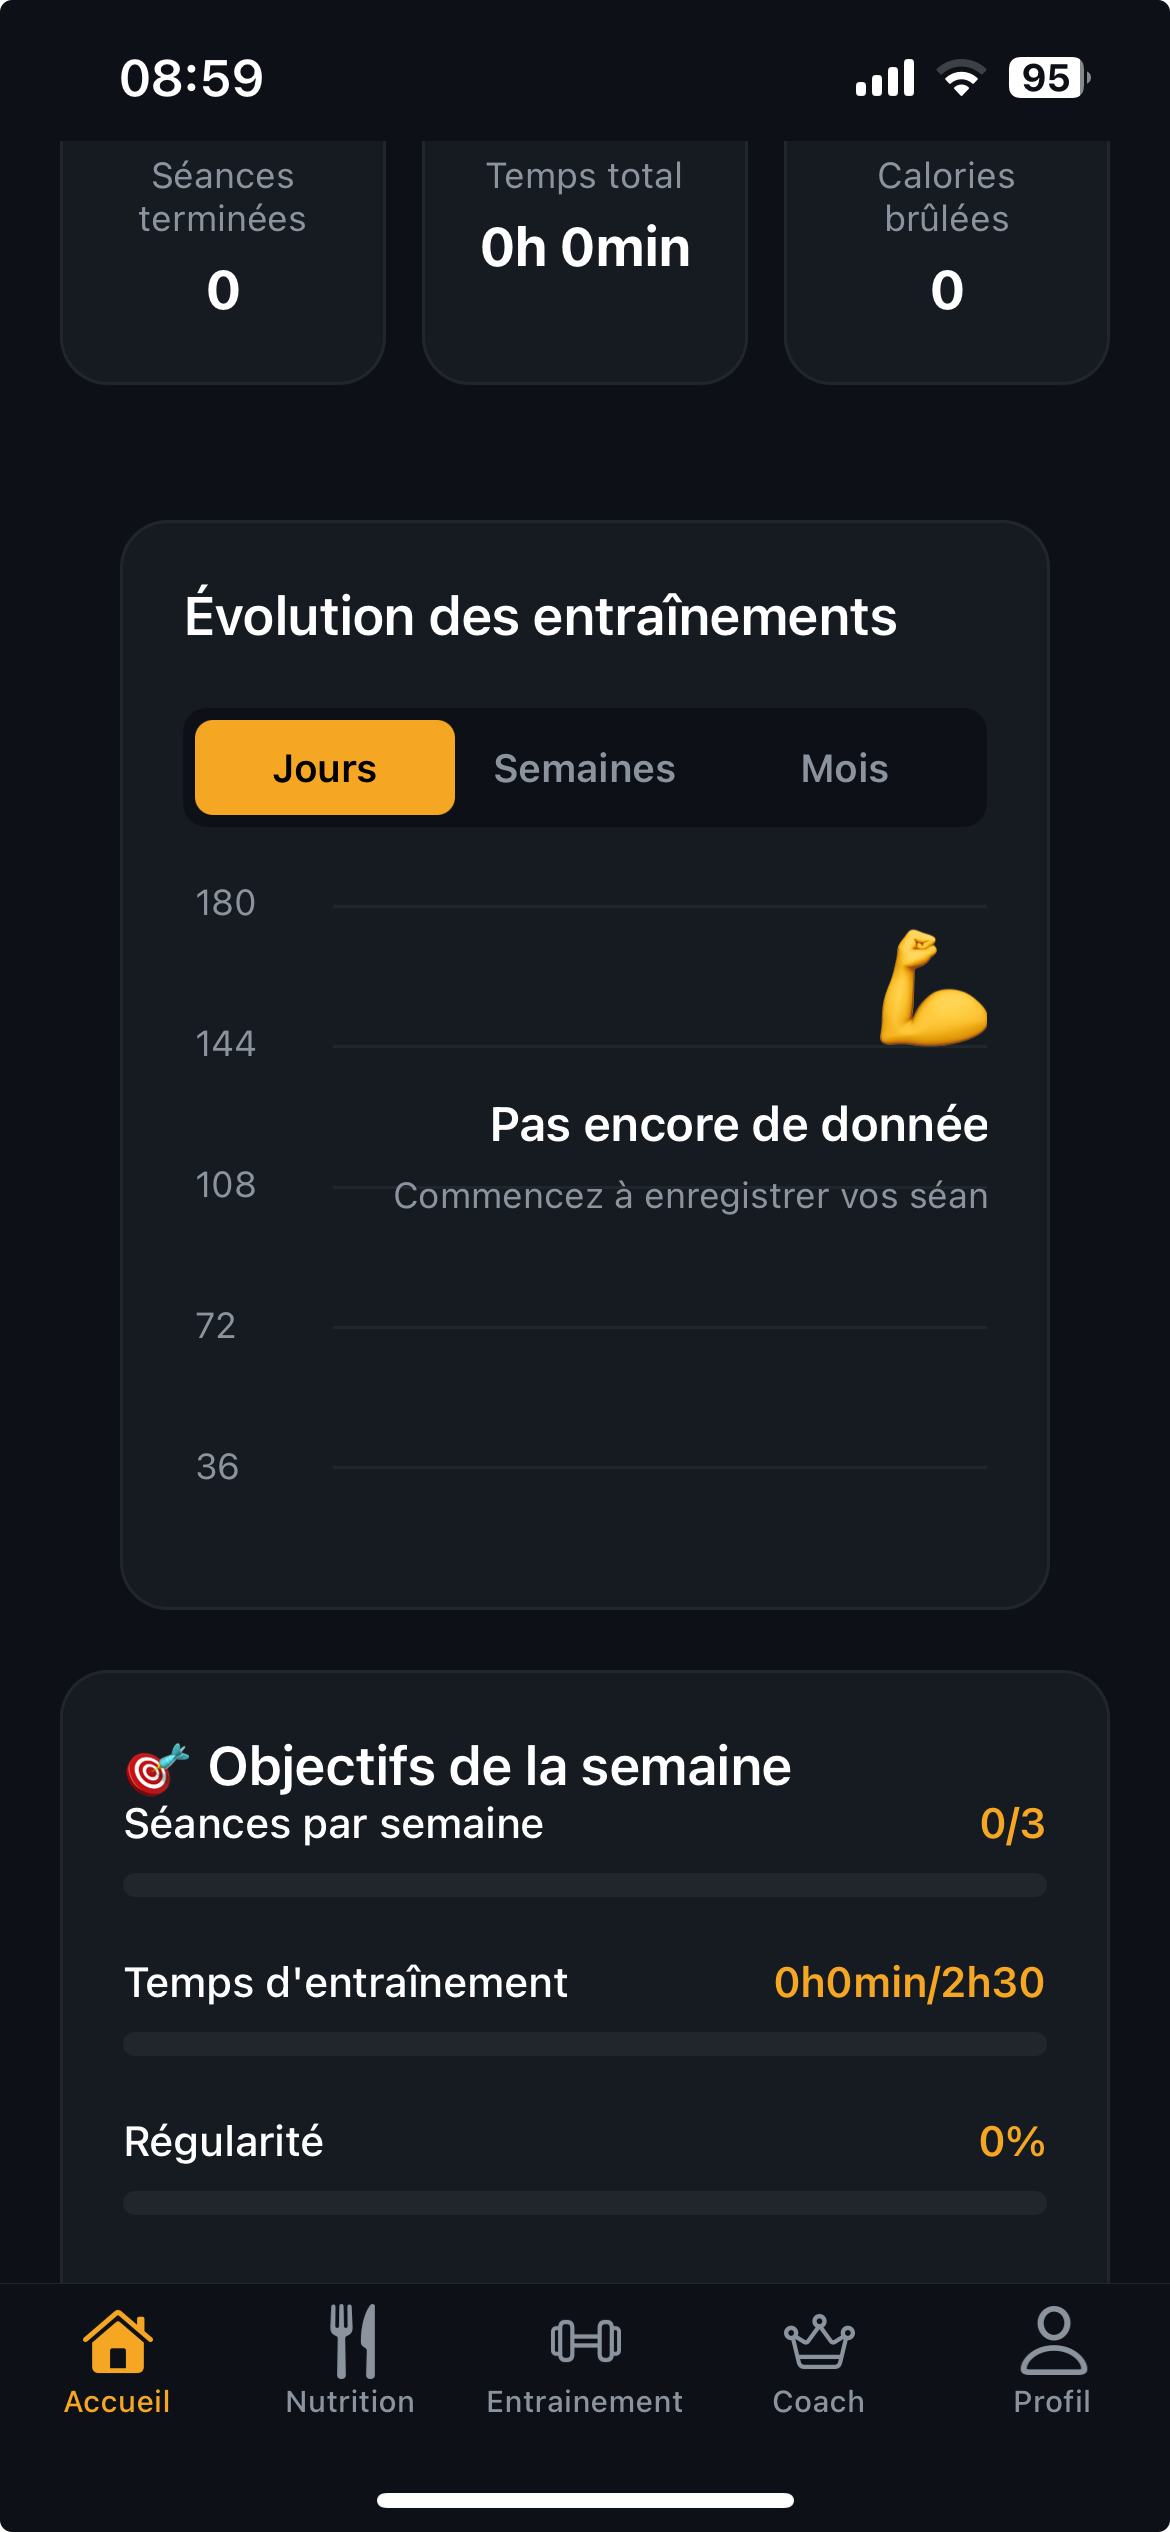 08:59
95
Séances
terminées
0
Temps total
0h 0min
Calories
brûlées
0
Évolution des entraînements
Jours
Semaines
Mois
180
144
Pas encore de donnée
108
Commencez à enregistrer vos séan
72
36
🎯 Objectifs de la semaine
Séances par semaine
0/3
Temps d'entraînement
0h0min/2h30
Régularité
0%
Accueil
Nutrition
Entrainement
Coach
Profil